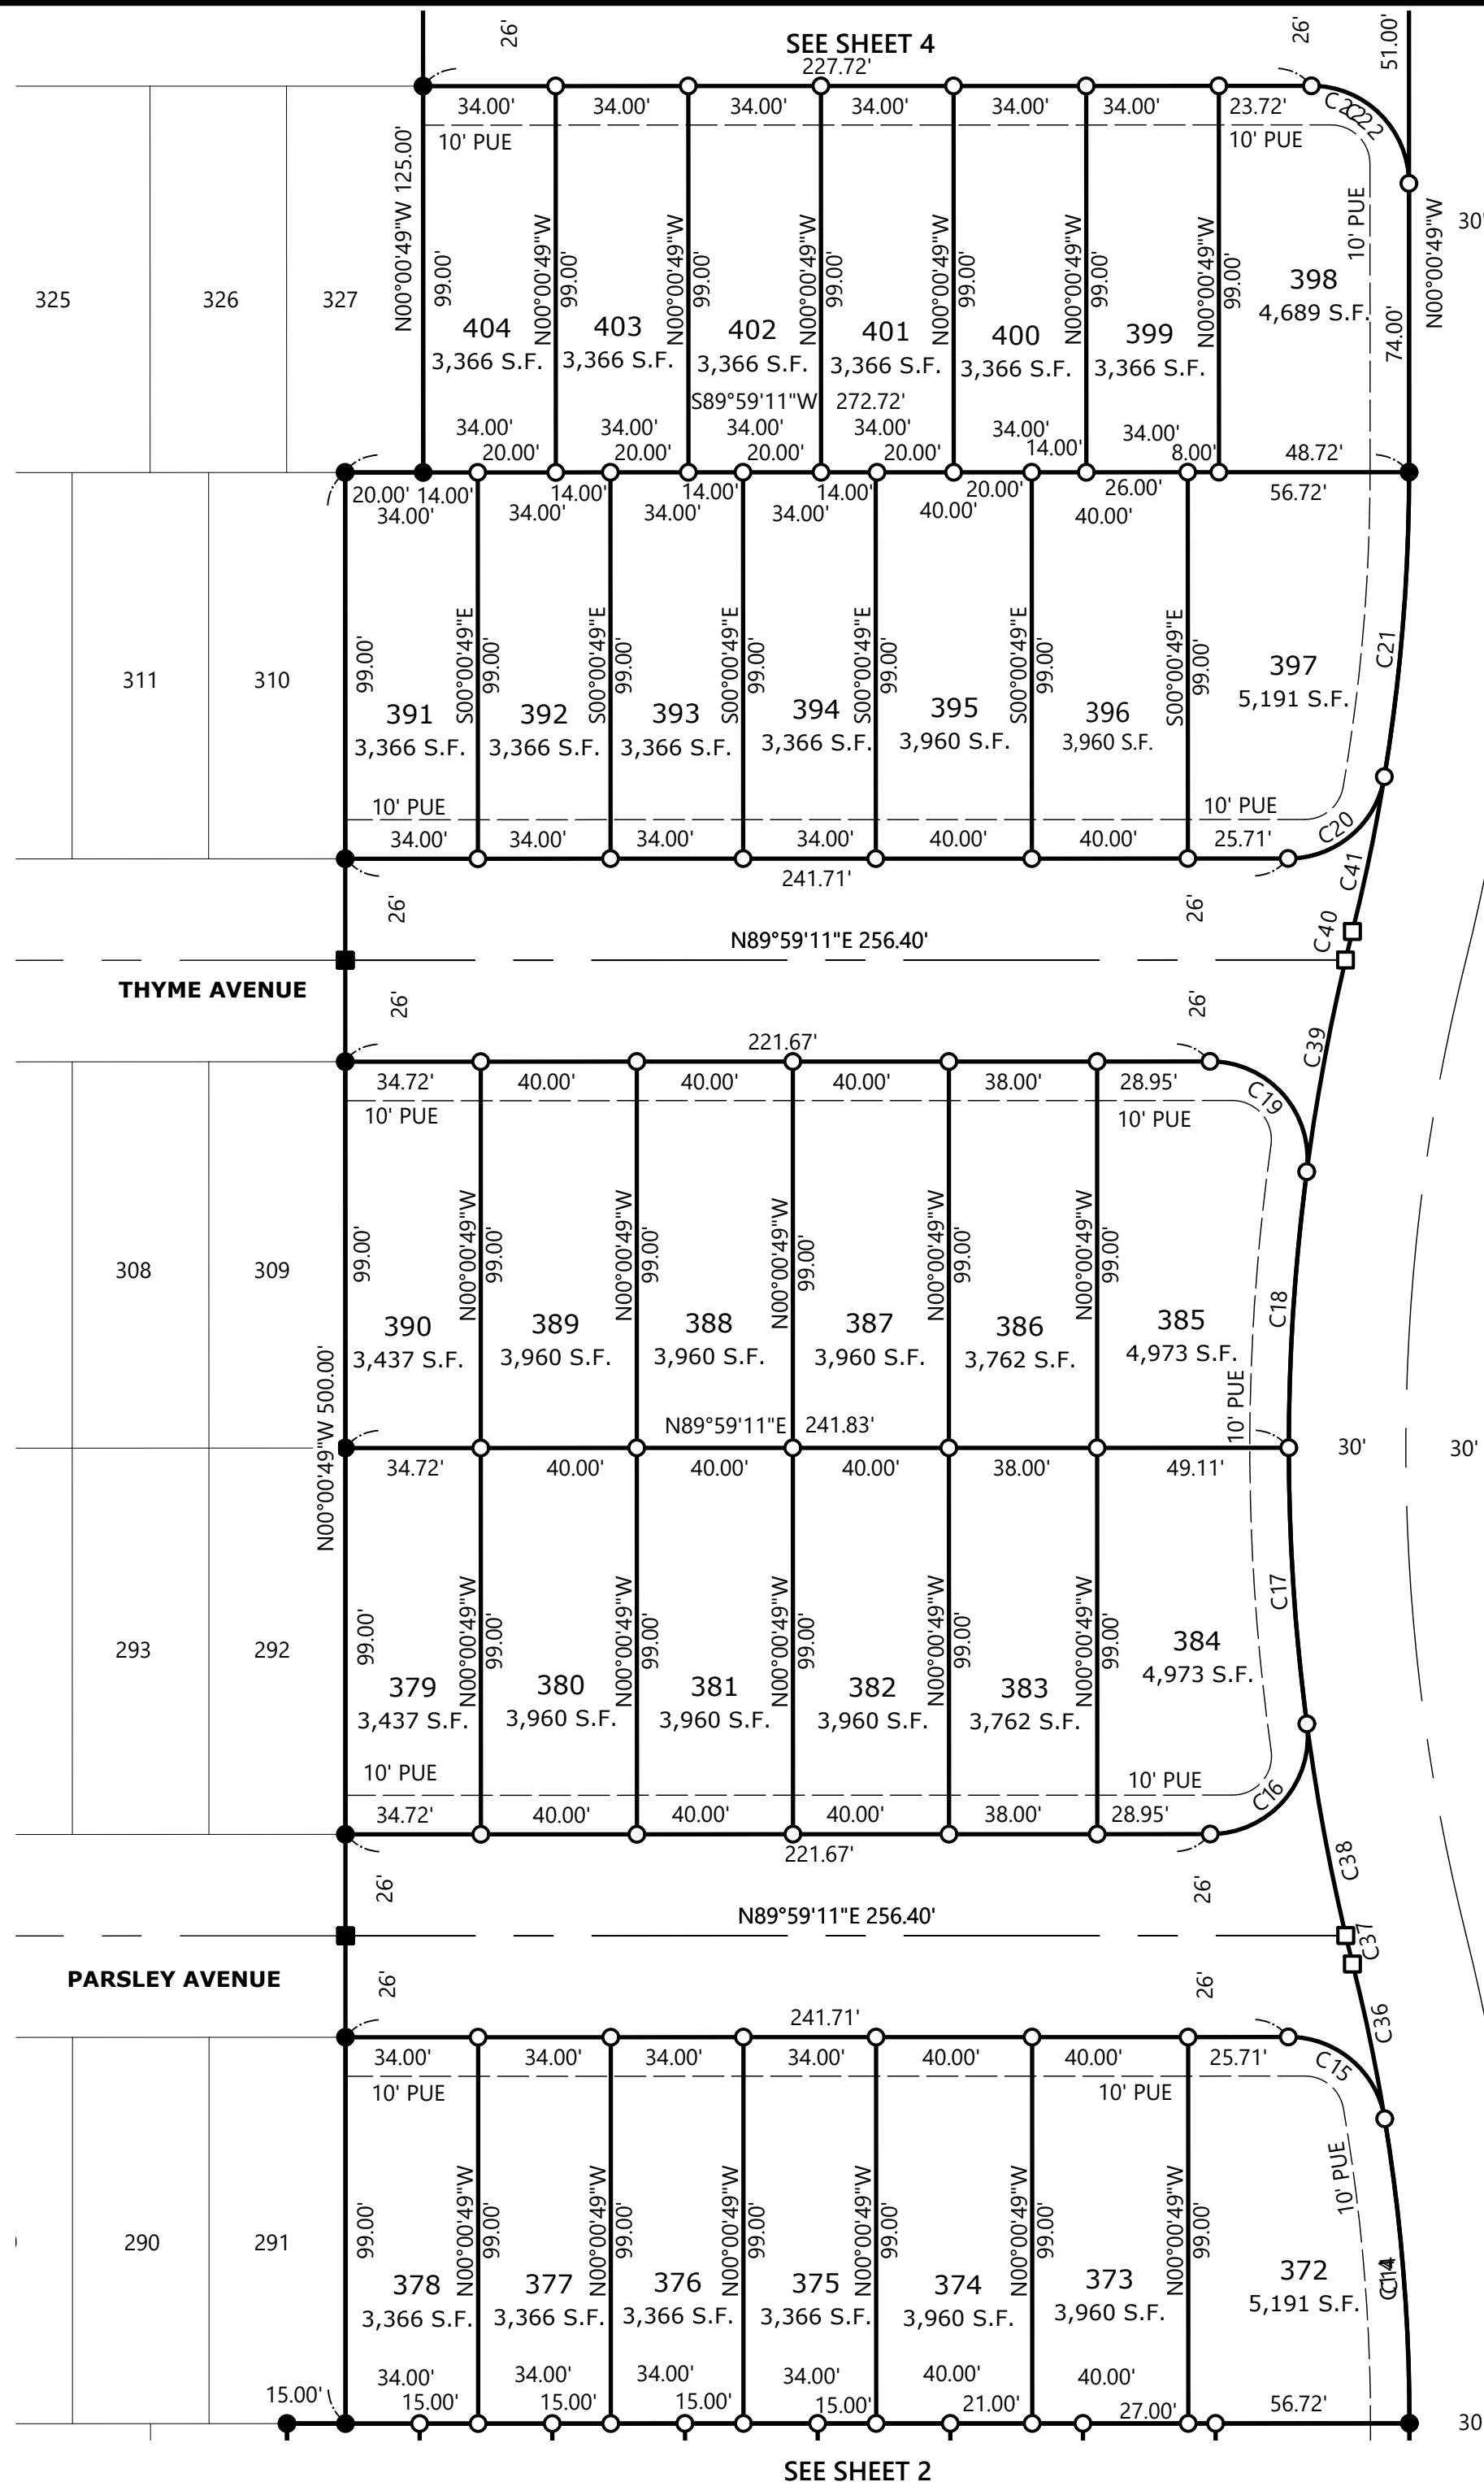 26'
SEE SHEET 4
26'
51.00'
227.72'
34.00' 34.00' 34.00' 34.00' 34.00' 34.00' 23.72'
C22
C22
10' PUE
10' PUE
N00°00'49"W 125.00'
10' PUE
N00°00'49"W
30'
99.00'
N00°00'49"W
99.00'
N00°00'49"W
99.00'
N00°00'49"W
99.00'
N00°00'49"W
99.00'
N00°00'49"W
99.00'
N00°00'49"W
99.00'
74.00'
325 326 327
404
3,366 S.F.
403
3,366 S.F.
402
3,366 S.F.
401
3,366 S.F.
400
3,366 S.F.
399
3,366 S.F.
398
4,689 S.F.
S89°59'11"W 272.72'
34.00' 34.00' 34.00' 34.00' 34.00' 34.00'
20.00' 20.00' 20.00' 20.00' 14.00' 8.00' 48.72'
20.00' 14.00' 14.00' 14.00' 14.00' 20.00' 26.00' 56.72'
34.00' 34.00' 34.00' 34.00' 40.00' 40.00'
99.00'
S00°00'49"E
99.00'
S00°00'49"E
99.00'
S00°00'49"E
99.00'
S00°00'49"E
99.00'
S00°00'49"E
99.00'
S00°00'49"E
99.00'
C21
311 310
391
3,366 S.F.
392
3,366 S.F.
393
3,366 S.F.
394
3,366 S.F.
395
3,960 S.F.
396
3,960 S.F.
397
5,191 S.F.
10' PUE
10' PUE
34.00' 34.00' 34.00' 34.00' 40.00' 40.00' 25.71'
C20
C41
241.71'
26'
26'
C40
N89°59'11"E 256.40'
THYME AVENUE
26'
26'
C39
221.67'
34.72' 40.00' 40.00' 40.00' 38.00' 28.95'
C19
10' PUE
10' PUE
99.00'
N00°00'49"W
99.00'
N00°00'49"W
99.00'
N00°00'49"W
99.00'
N00°00'49"W
99.00'
N00°00'49"W
99.00'
C18
308 309
390
3,437 S.F.
389
3,960 S.F.
388
3,960 S.F.
387
3,960 S.F.
386
3,762 S.F.
385
4,973 S.F.
10' PUE
N00°00'49"W 500.00'
N89°59'11"E 241.83'
30'
30'
34.72' 40.00' 40.00' 40.00' 38.00' 49.11'
99.00'
N00°00'49"W
99.00'
N00°00'49"W
99.00'
N00°00'49"W
99.00'
N00°00'49"W
99.00'
N00°00'49"W
99.00'
C17
293 292
379
3,437 S.F.
380
3,960 S.F.
381
3,960 S.F.
382
3,960 S.F.
383
3,762 S.F.
384
4,973 S.F.
10' PUE
10' PUE
34.72' 40.00' 40.00' 40.00' 38.00' 28.95'
C16
221.67'
C38
26'
26'
N89°59'11"E 256.40'
C37
PARSLEY AVENUE
26'
26'
C36
241.71'
34.00' 34.00' 34.00' 34.00' 40.00' 40.00' 25.71'
C15
10' PUE
10' PUE
10' PUE
99.00'
N00°00'49"W
99.00'
N00°00'49"W
99.00'
N00°00'49"W
99.00'
N00°00'49"W
99.00'
N00°00'49"W
99.00'
N00°00'49"W
99.00'
C14
290 291
378
3,366 S.F.
377
3,366 S.F.
376
3,366 S.F.
375
3,366 S.F.
374
3,960 S.F.
373
3,960 S.F.
372
5,191 S.F.
34.00' 34.00' 34.00' 34.00' 40.00' 40.00'
15.00' 15.00' 15.00' 15.00' 15.00' 21.00' 27.00' 56.72'
30
SEE SHEET 2